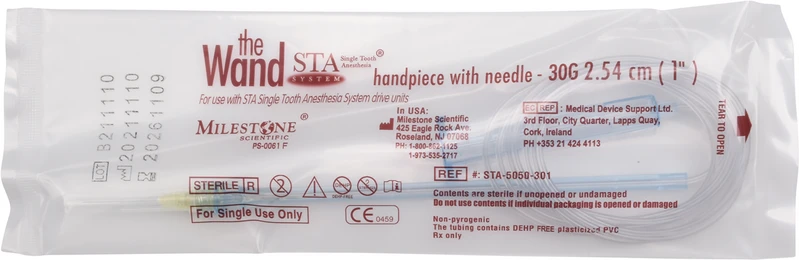 the
Wand STA Single Tooth Anesthesia ®
SYSTEM
handpiece with needle - 30G 2.54 cm (1")
For use with STA Single Tooth Anesthesia System drive units
MILESTONE
SCIENTIFIC
PS-0061 F
In USA:
Milestone Scientific
425 Eagle Rock Ave.
Roseland, NJ 07068
PH: 1-800-862-1125
1-973-535-2717
EC REP : Medical Device Support Ltd.
3rd Floor, City Quarter, Lapps Quay,
Cork, Ireland
PH +353 21 424 4113
REF #: STA-5050-301
Contents are sterile if unopened or undamaged
Do not use contents if individual packaging is opened or damaged
Non-pyrogenic
The tubing contains DEHP FREE plasticized PVC
Rx only
STERILE R
DEHP-FREE
For Single Use Only
CE 0459
LOT B211110
20211110
20261109
TEAR TO OPEN